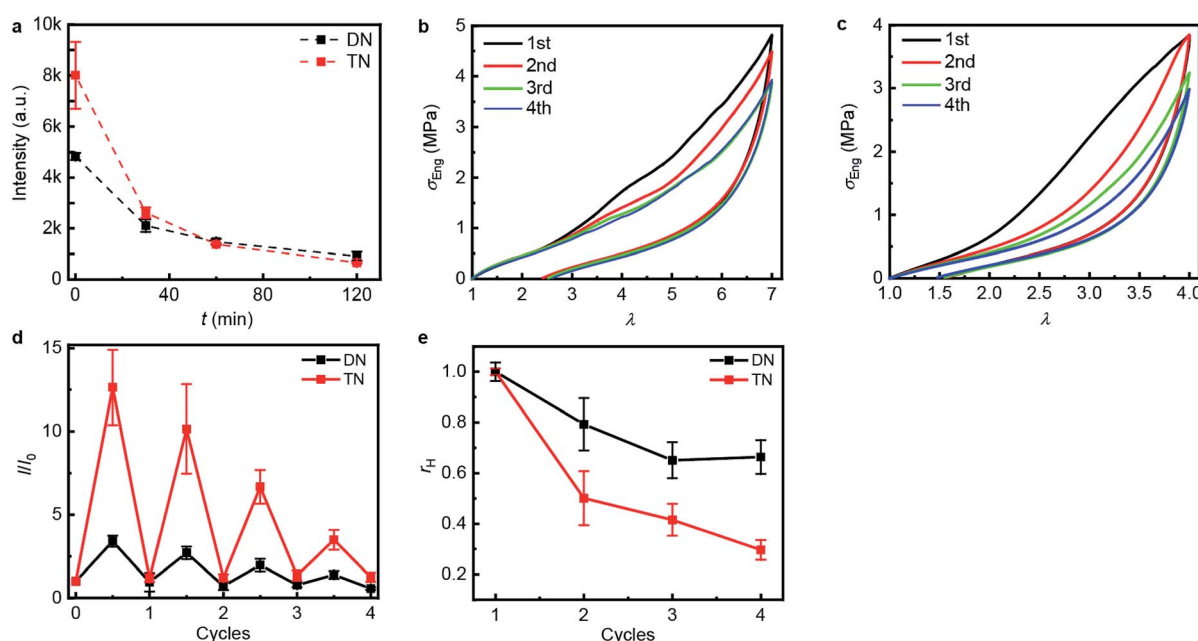 a
10k
8k
6k
4k
2k
0
Intensity (a.u.)
DN
TN
0 40 80 120
t (min)
b
5
4
3
2
1
0
σEng (MPa)
1st
2nd
3rd
4th
1 2 3 4 5 6 7
λ
c
4
3
2
1
0
σEng (MPa)
1st
2nd
3rd
4th
1.0 1.5 2.0 2.5 3.0 3.5 4.0
λ
d
15
10
5
0
I/I0
DN
TN
0 1 2 3 4
Cycles
e
1.0
0.8
0.6
0.4
0.2
rH
DN
TN
1 2 3 4
Cycles